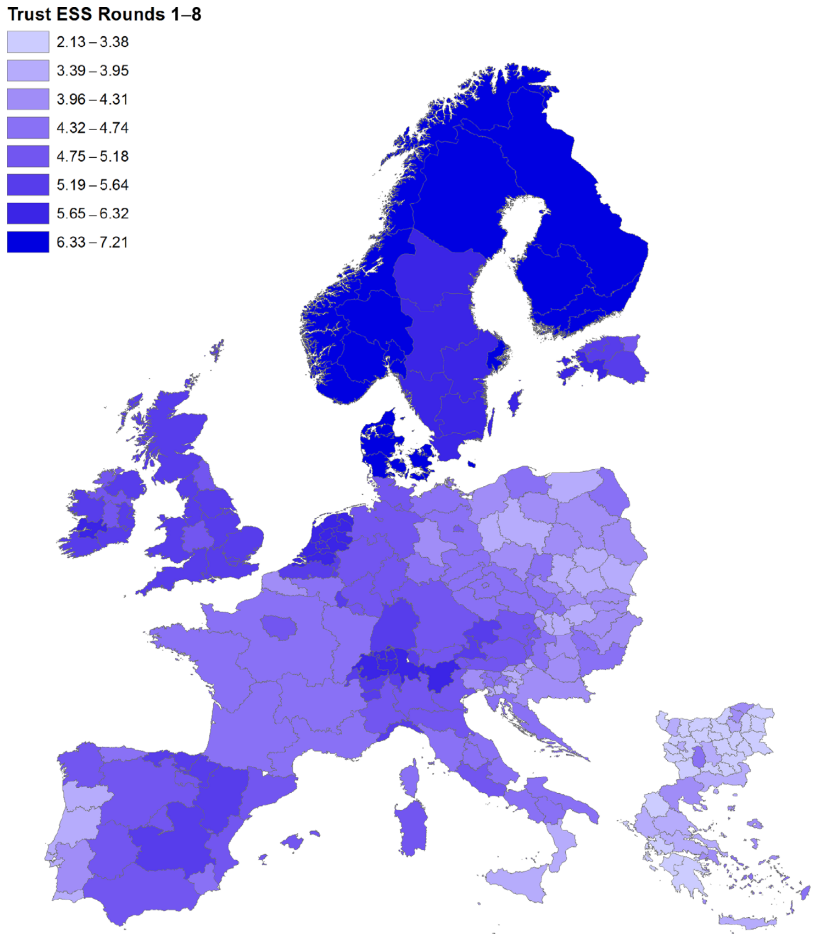 Trust ESS Rounds 1–8
2.13 – 3.38
3.39 – 3.95
3.96 – 4.31
4.32 – 4.74
4.75 – 5.18
5.19 – 5.64
5.65 – 6.32
6.33 – 7.21